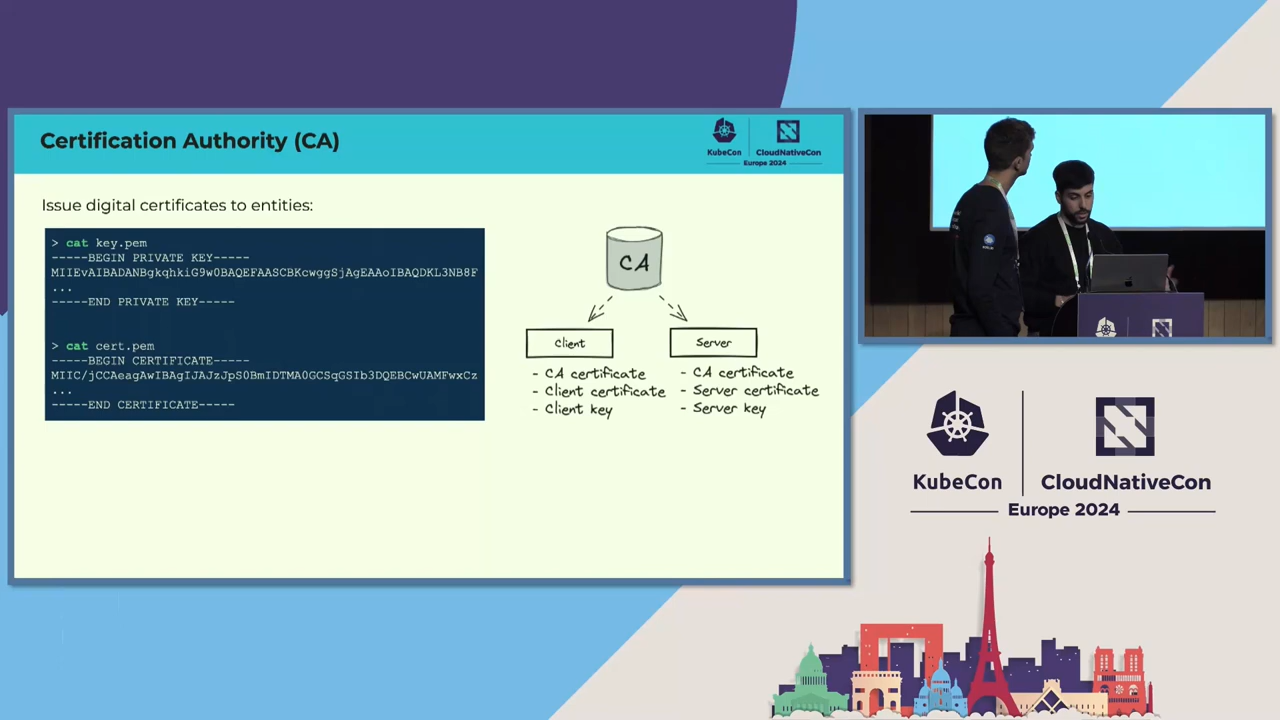 Certification Authority (CA)
KubeCon
CloudNativeCon
Europe 2024
Issue digital certificates to entities:
> cat key.pem
-----BEGIN PRIVATE KEY-----
MIIEvAIBADANBgkqhkiG9w0BAQEFAASCBKcwggSjAgEAAoIBAQDKL3NB8F
...
-----END PRIVATE KEY-----
> cat cert.pem
-----BEGIN CERTIFICATE-----
MIIC/jCCAeagAwIBAgIJAJzJpS0BmIDTMA0GCSqGSIb3DQEBCwUAMFwxCz
...
-----END CERTIFICATE-----
CA
Client
- CA certificate
- Client certificate
- Client key
Server
- CA certificate
- Server certificate
- Server key
KubeCon
CloudNativeCon
Europe 2024